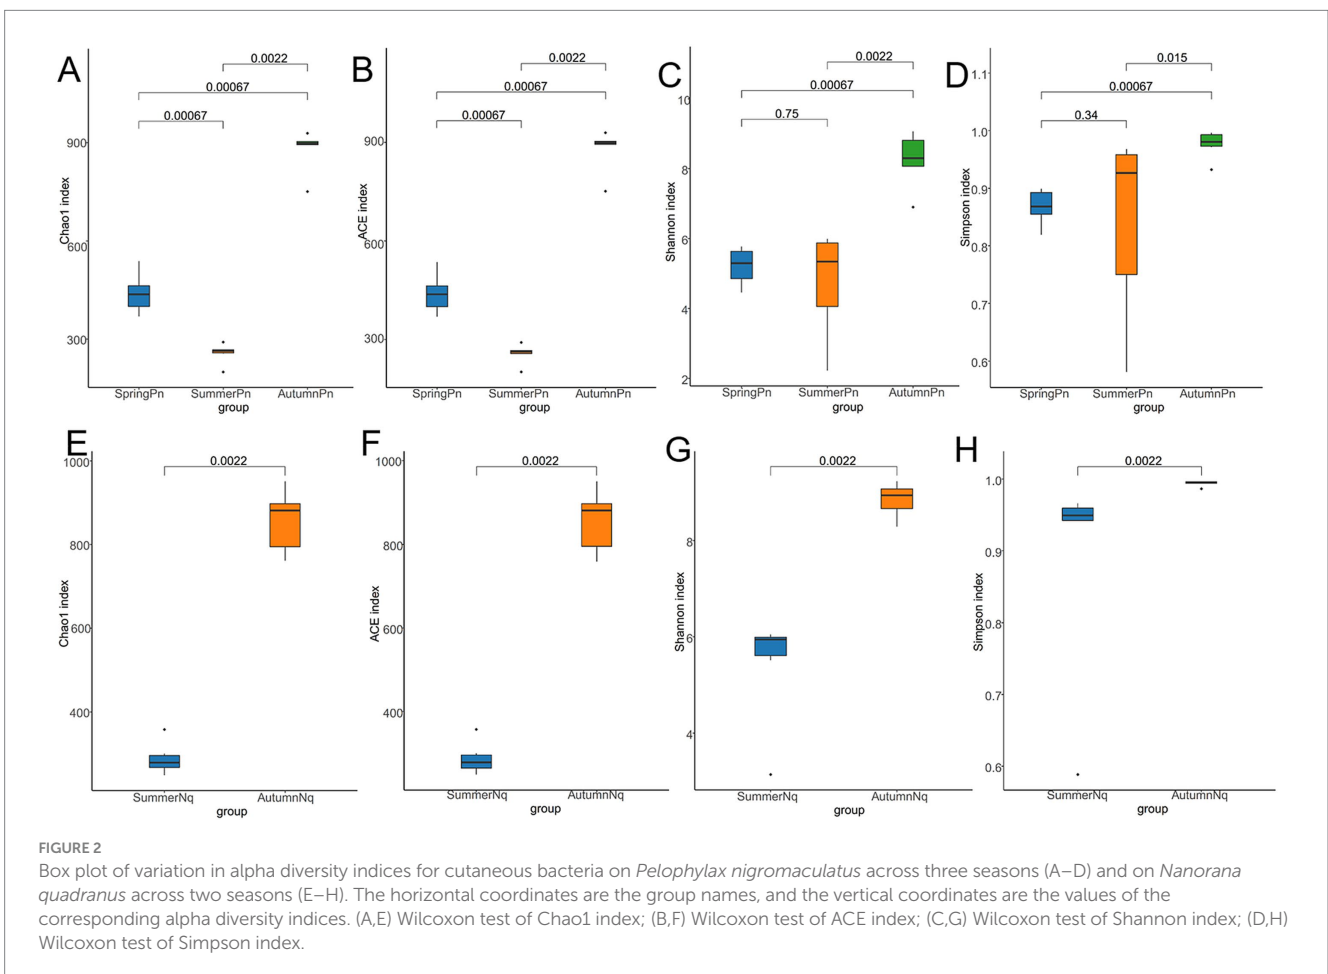 A
0.0022
0.00067
0.00067
900
600
300
Chao1 index
SpringPn SummerPn AutumnPn
group
B
0.0022
0.00067
0.00067
900
600
300
ACE index
SpringPn SummerPn AutumnPn
group
C
0.0022
0.00067
0.75
10
8
6
4
2
Shannon index
SpringPn SummerPn AutumnPn
group
D
0.015
0.00067
0.34
1.1
1.0
0.9
0.8
0.7
0.6
Simpson index
SpringPn SummerPn AutumnPn
group
E
0.0022
1000
800
600
400
Chao1 index
SummerNq AutumnNq
group
F
0.0022
1000
800
600
400
ACE index
SummerNq AutumnNq
group
G
0.0022
8
6
4
Shannon index
SummerNq AutumnNq
group
H
0.0022
1.0
0.9
0.8
0.7
0.6
Simpson index
SummerNq AutumnNq
group
FIGURE 2
Box plot of variation in alpha diversity indices for cutaneous bacteria on Pelophylax nigromaculatus across three seasons (A–D) and on Nanorana
quadranus across two seasons (E–H). The horizontal coordinates are the group names, and the vertical coordinates are the values of the
corresponding alpha diversity indices. (A,E) Wilcoxon test of Chao1 index; (B,F) Wilcoxon test of ACE index; (C,G) Wilcoxon test of Shannon index; (D,H)
Wilcoxon test of Simpson index.